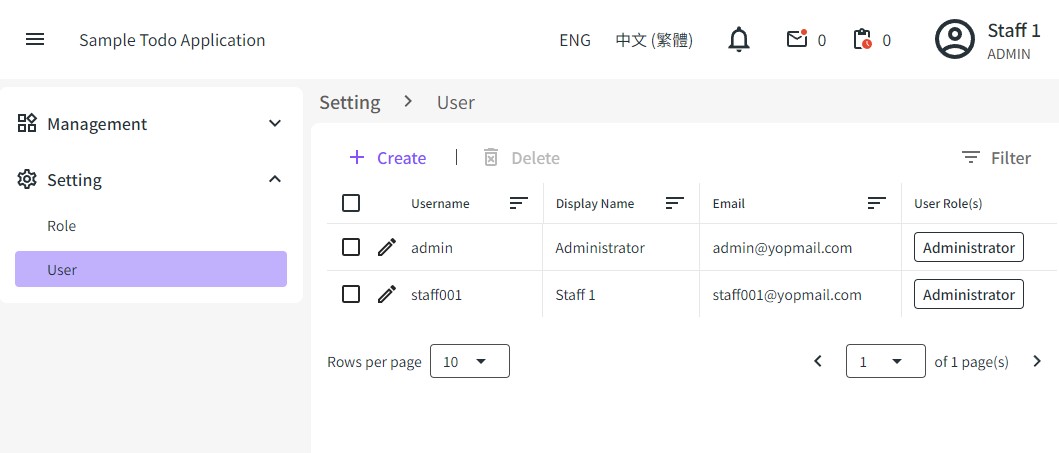 Sample Todo Application
ENG 中文 (繁體) 0 0 Staff 1
ADMIN
Management
Setting
Role
User
Setting > User
Create | Delete Filter
Username Display Name Email User Role(s)
admin Administrator admin@yopmail.com Administrator
staff001 Staff 1 staff001@yopmail.com Administrator
Rows per page 10 1 of 1 page(s)